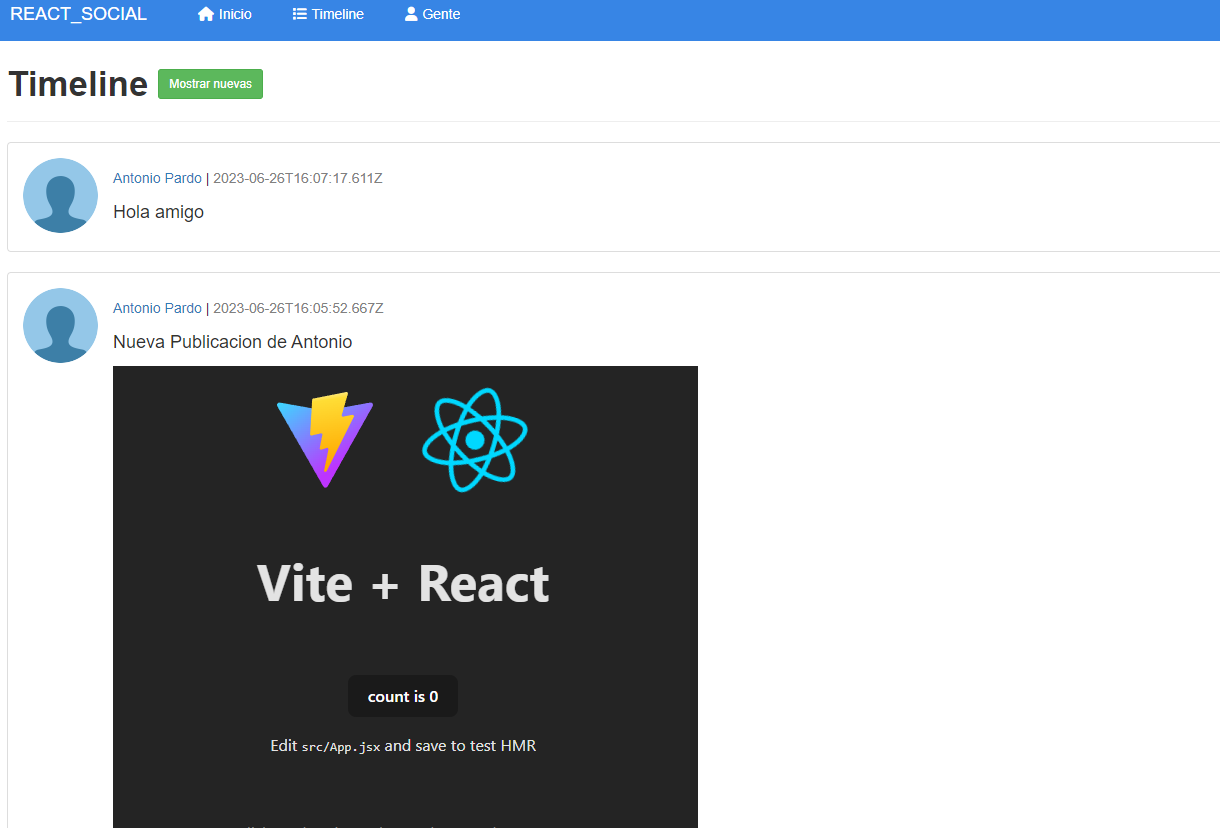 REACT_SOCIAL Inicio Timeline Gente
Timeline Mostrar nuevas
Antonio Pardo | 2023-06-26T16:07:17.611Z
Hola amigo
Antonio Pardo | 2023-06-26T16:05:52.667Z
Nueva Publicacion de Antonio
Vite + React
count is 0
Edit src/App.jsx and save to test HMR